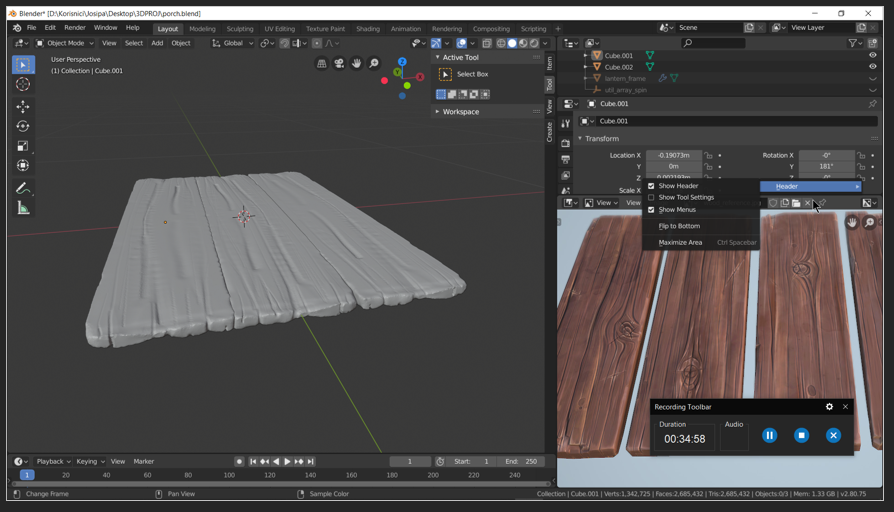 Blender* [D:\Korisnici\Josipa\Desktop\3DPROJ\porch.blend]
File Edit Render Window Help Layout Modeling Sculpting UV Editing Texture Paint Shading Animation Rendering Compositing Scripting + Scene View Layer
Object Mode View Select Add Object Global
User Perspective
(1) Collection | Cube.001
Active Tool
Select Box
Workspace
Item
Tool
View
Create
Cube.001
Cube.002
lantern_frame
util_array_spin
Cube.001
Cube.001
Transform
Location X -0.19073m Rotation X -0°
Y 0m Y 181°
Z
Scale X
Show Header
Show Tool Settings
Show Menus
Flip to Bottom
Maximize Area Ctrl Spacebar
Header
View View
Recording Toolbar
Duration Audio
00:34:58
Playback Keying View Marker 1 Start: 1 End: 250
1 20 40 60 80 100 120 140 160 180 200 220 240
Change Frame Pan View Sample Color Collection | Cube.001 | Verts:1,342,725 | Faces:2,685,432 | Tris:2,685,432 | Objects:0/3 | Mem: 1.33 GB | v2.80.75